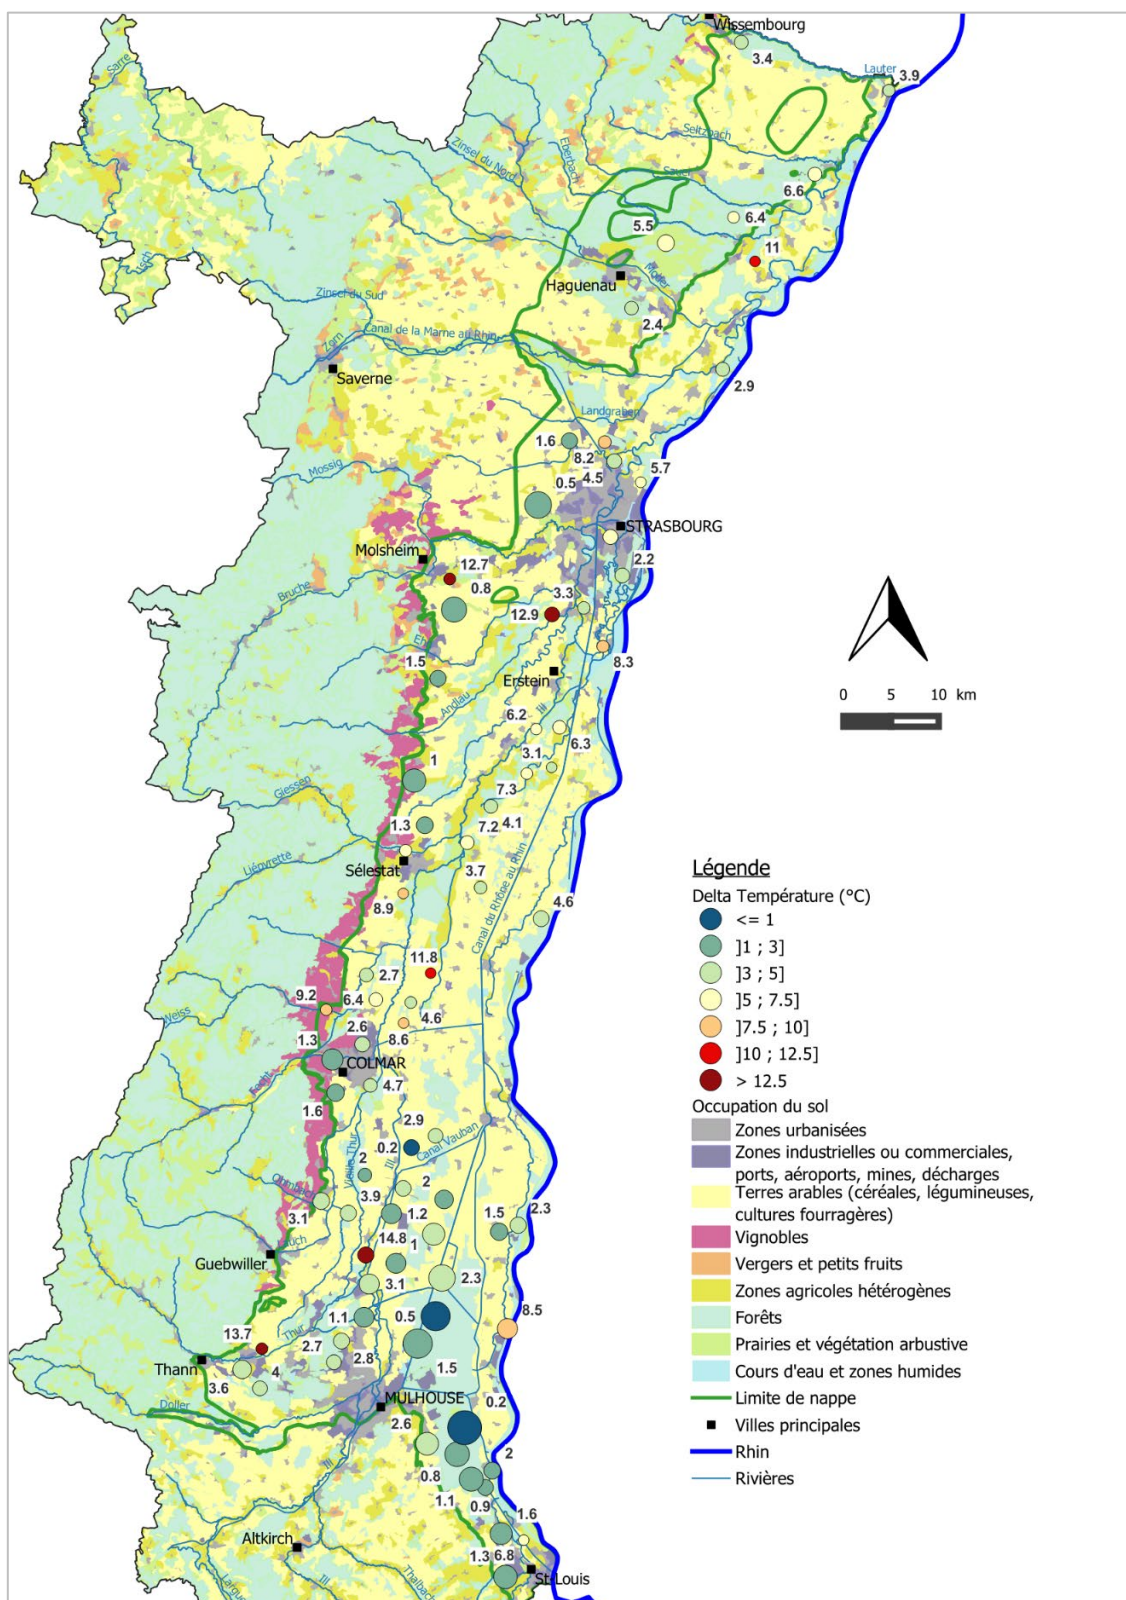 Wissembourg
3.4
Lauter
3.9
Sarre
Seltzbach
Zinsel du Nord
Eberbach
Sauer
6.6
6.4
5.5
11
Isch
Moder
Haguenau
Zinsel du Sud
2.4
Canal de la Marne au Rhin
Zorn
Saverne
2.9
Landgraben
1.6
8.2
Mossig
5.7
4.5
0.5
STRASBOURG
Molsheim
12.7
2.2
0.8
3.3
Bruche
12.9
1.5
8.3
0 5 10 km
Erstein
Andlau
6.2
Ill
6.3
3.1
1
Giessen
7.3
1.3
7.2
4.1
Liepvrette
Sélestat
3.7
8.9
Canal du Rhône au Rhin
4.6
11.8
2.7
9.2
6.4
Weiss
4.6
2.6
8.6
1.3
COLMAR
Fecht
4.7
1.6
2.9
0.2
Canal Vauban
Vieille Thur
Ill
2
3.9
2
1.2
3.1
1.5
2.3
Lauch
14.8
1
Guebwiller
3.1
2.3
8.5
1.1
0.5
13.7
Thur
2.7
Thann
2.8
4
1.5
3.6
0.2
MULHOUSE
Doller
2.6
2
0.8
1.1
0.9
Ill
1.6
Altkirch
1.3
6.8
St-Louis
Ill
Thalbach
Légende
Delta Température (°C)
<= 1
]1 ; 3]
]3 ; 5]
]5 ; 7.5]
]7.5 ; 10]
]10 ; 12.5]
> 12.5
Occupation du sol
Zones urbanisées
Zones industrielles ou commerciales,
ports, aéroports, mines, décharges
Terres arables (céréales, légumineuses,
cultures fourragères)
Vignobles
Vergers et petits fruits
Zones agricoles hétérogènes
Forêts
Prairies et végétation arbustive
Cours d'eau et zones humides
Limite de nappe
Villes principales
Rhin
Rivières